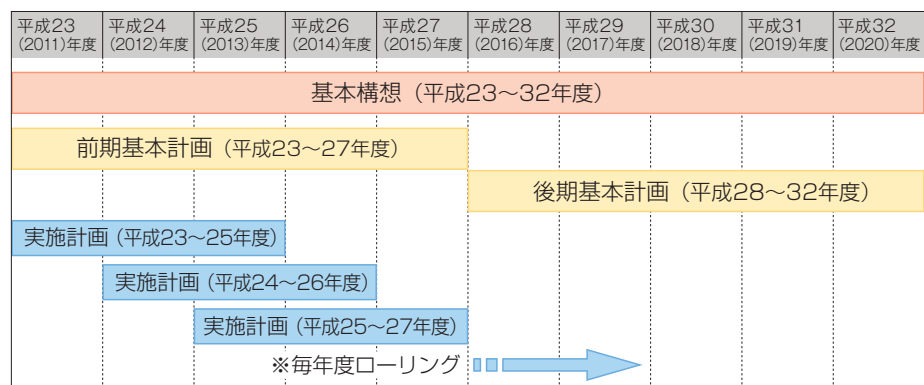 平成23 平成24 平成25 平成26 平成27 平成28 平成29 平成30 平成31 平成32
(2011)年度 (2012)年度 (2013)年度 (2014)年度 (2015)年度 (2016)年度 (2017)年度 (2018)年度 (2019)年度 (2020)年度
基本構想（平成23～32年度）
前期基本計画（平成23～27年度）
後期基本計画（平成28～32年度）
実施計画（平成23～25年度）
実施計画（平成24～26年度）
実施計画（平成25～27年度）
※毎年度ローリング